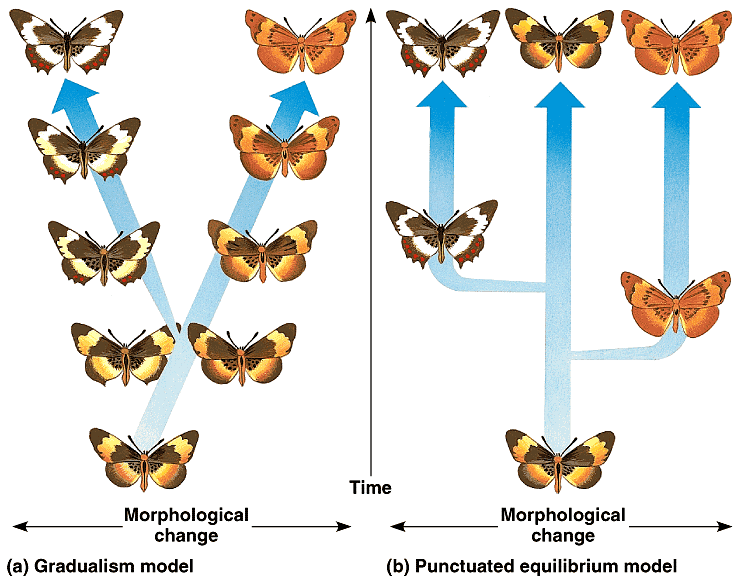 Time
Morphological
change
Morphological
change
(a) Gradualism model
(b) Punctuated equilibrium model